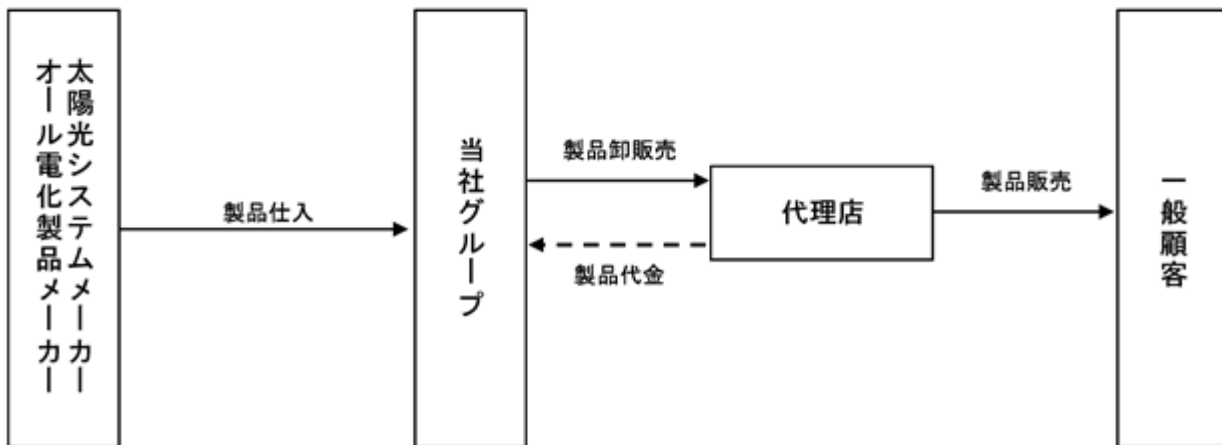 太陽光システムメーカー
オール電化製品メーカー
製品仕入
当社グループ
製品卸販売
製品代金
代理店
製品販売
一般顧客